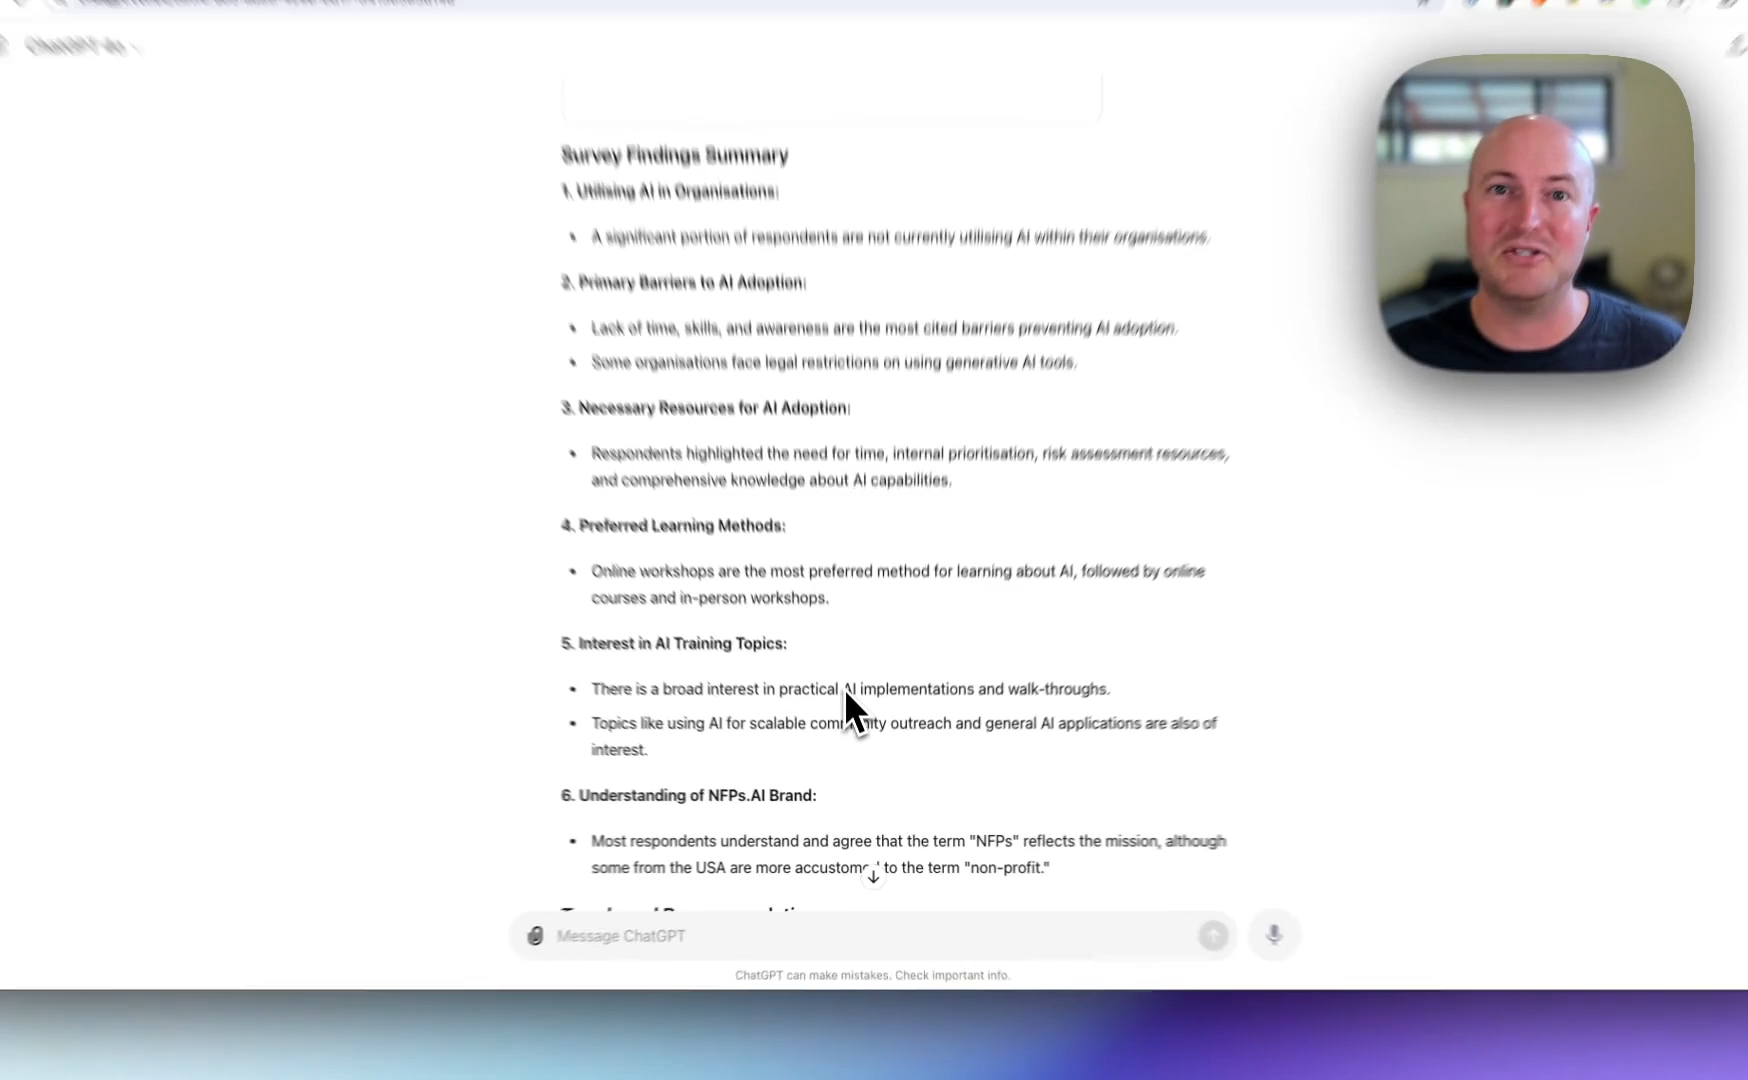 ChatGPT 4o
Survey Findings Summary
1. Utilising AI in Organisations:
• A significant portion of respondents are not currently utilising AI within their organisations.
2. Primary Barriers to AI Adoption:
• Lack of time, skills, and awareness are the most cited barriers preventing AI adoption.
• Some organisations face legal restrictions on using generative AI tools.
3. Necessary Resources for AI Adoption:
• Respondents highlighted the need for time, internal prioritisation, risk assessment resources,
and comprehensive knowledge about AI capabilities.
4. Preferred Learning Methods:
• Online workshops are the most preferred method for learning about AI, followed by online
courses and in-person workshops.
5. Interest in AI Training Topics:
• There is a broad interest in practical AI implementations and walk-throughs.
• Topics like using AI for scalable community outreach and general AI applications are also of
interest.
6. Understanding of NFPs.AI Brand:
• Most respondents understand and agree that the term "NFPs" reflects the mission, although
some from the USA are more accustomed to the term "non-profit."
Message ChatGPT
ChatGPT can make mistakes. Check important info.